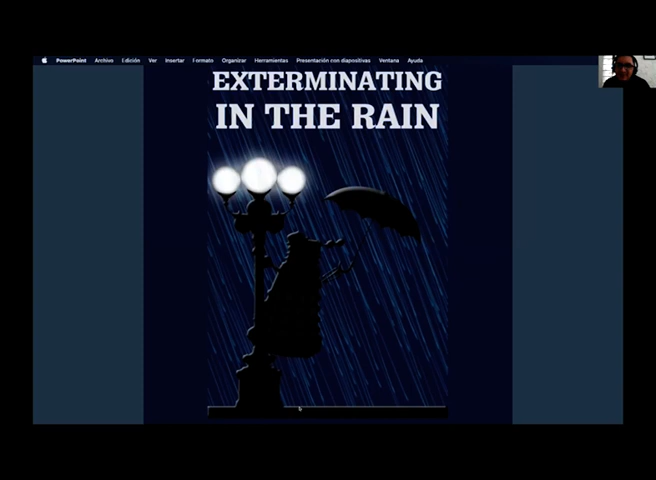 PowerPoint Archivo Edición Ver Insertar Formato Organizar Herramientas Presentación con diapositivas Ventana Ayuda
EXTERMINATING
IN THE RAIN